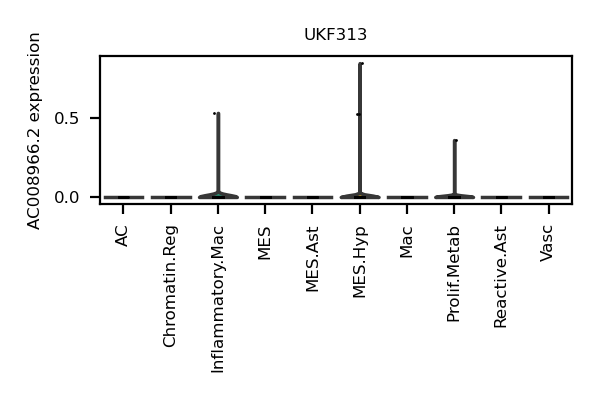 UKF313
AC008966.2 expression
0.5
0.0
AC
Chromatin.Reg
Inflammatory.Mac
MES
MES.Ast
MES.Hyp
Mac
Prolif.Metab
Reactive.Ast
Vasc